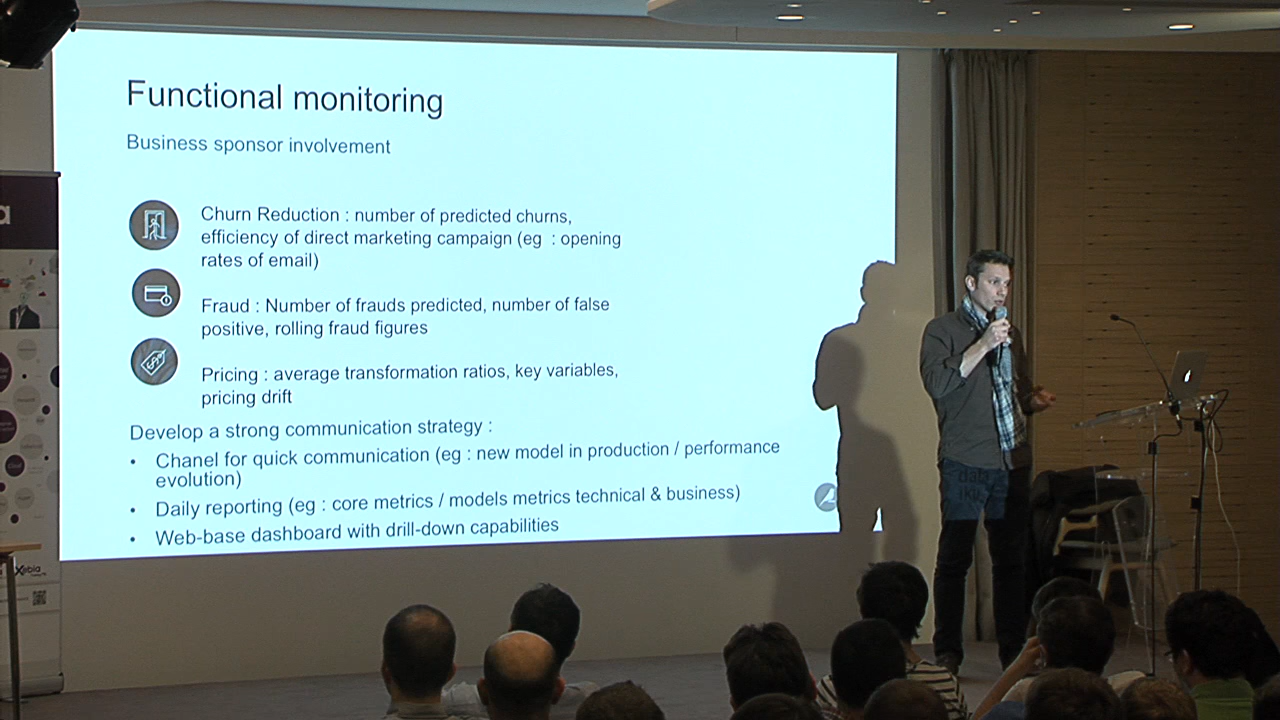 Functional monitoring
Business sponsor involvement
Churn Reduction : number of predicted churns,
efficiency of direct marketing campaign (eg : opening
rates of email)
Fraud : Number of frauds predicted, number of false
positive, rolling fraud figures
Pricing : average transformation ratios, key variables,
pricing drift
Develop a strong communication strategy :
• Chanel for quick communication (eg : new model in production / performance
evolution)
• Daily reporting (eg : core metrics / models metrics technical & business)
• Web-base dashboard with drill-down capabilities
data
iku
Xebia